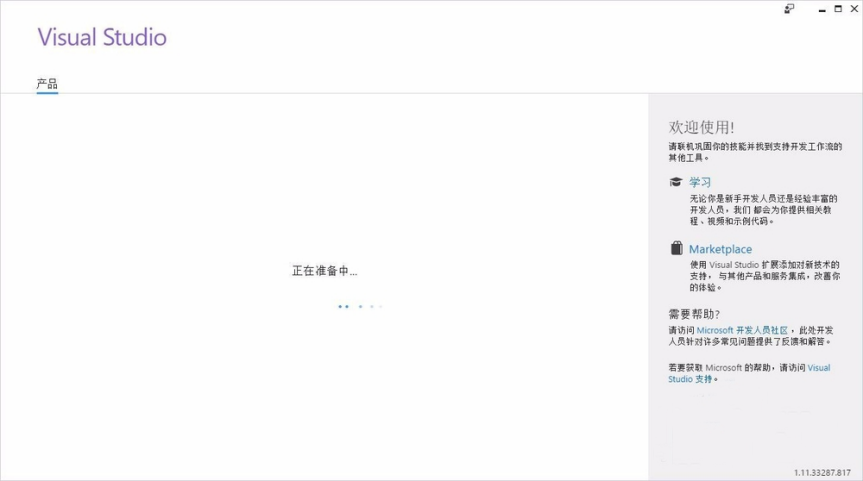 Visual Studio
产品
正在准备中...
欢迎使用!
请联机巩固你的技能并找到支持开发工作流的
其他工具。
学习
无论你是新手开发人员还是经验丰富的
开发人员，我们 都会为你提供相关教
程、视频和示例代码。
Marketplace
使用 Visual Studio 扩展添加对新技术的
支持， 与其他产品和服务集成，改善你
的体验。
需要帮助?
请访问 Microsoft 开发人员社区 ，此处开发
人员针对许多常见问题提供了反馈和解答。
若要获取 Microsoft 的帮助，请访问 Visual
Studio 支持。
1.11.33287.817